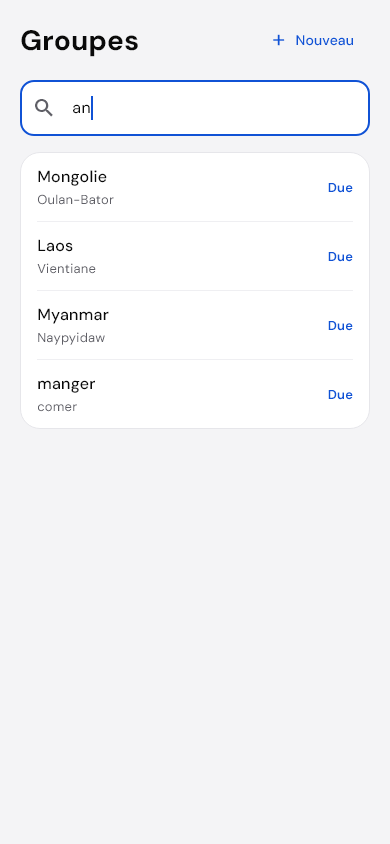 Groupes
+ Nouveau
an
Mongolie
Oulan-Bator
Due
Laos
Vientiane
Due
Myanmar
Naypyidaw
Due
manger
comer
Due